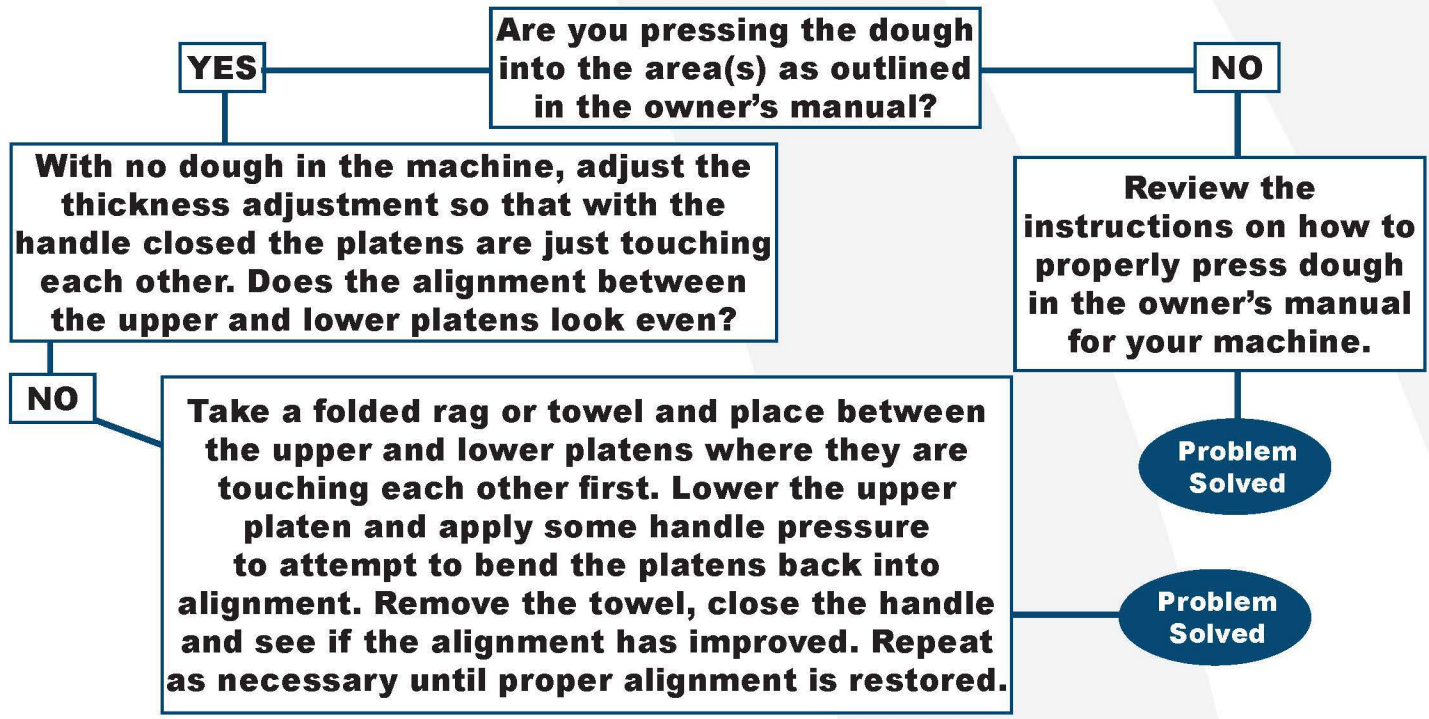 Are you pressing the dough
into the area(s) as outlined
in the owner's manual?
YES
NO
With no dough in the machine, adjust the
thickness adjustment so that with the
handle closed the platens are just touching
each other. Does the alignment between
the upper and lower platens look even?
Review the
instructions on how to
properly press dough
in the owner's manual
for your machine.
NO
Take a folded rag or towel and place between
the upper and lower platens where they are
touching each other first. Lower the upper
platen and apply some handle pressure
to attempt to bend the platens back into
alignment. Remove the towel, close the handle
and see if the alignment has improved. Repeat
as necessary until proper alignment is restored.
Problem
Solved
Problem
Solved